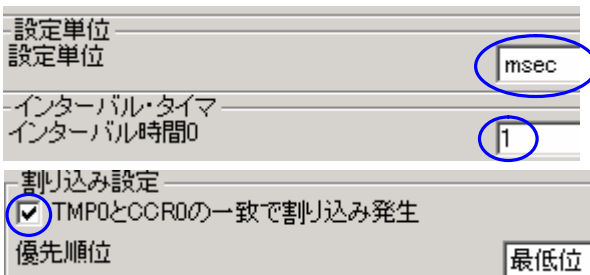 設定単位
設定単位 msec
インターバル・タイマ
インターバル時間0 1
割り込み設定
TMP0とCCR0の一致で割り込み発生
優先順位 最低位